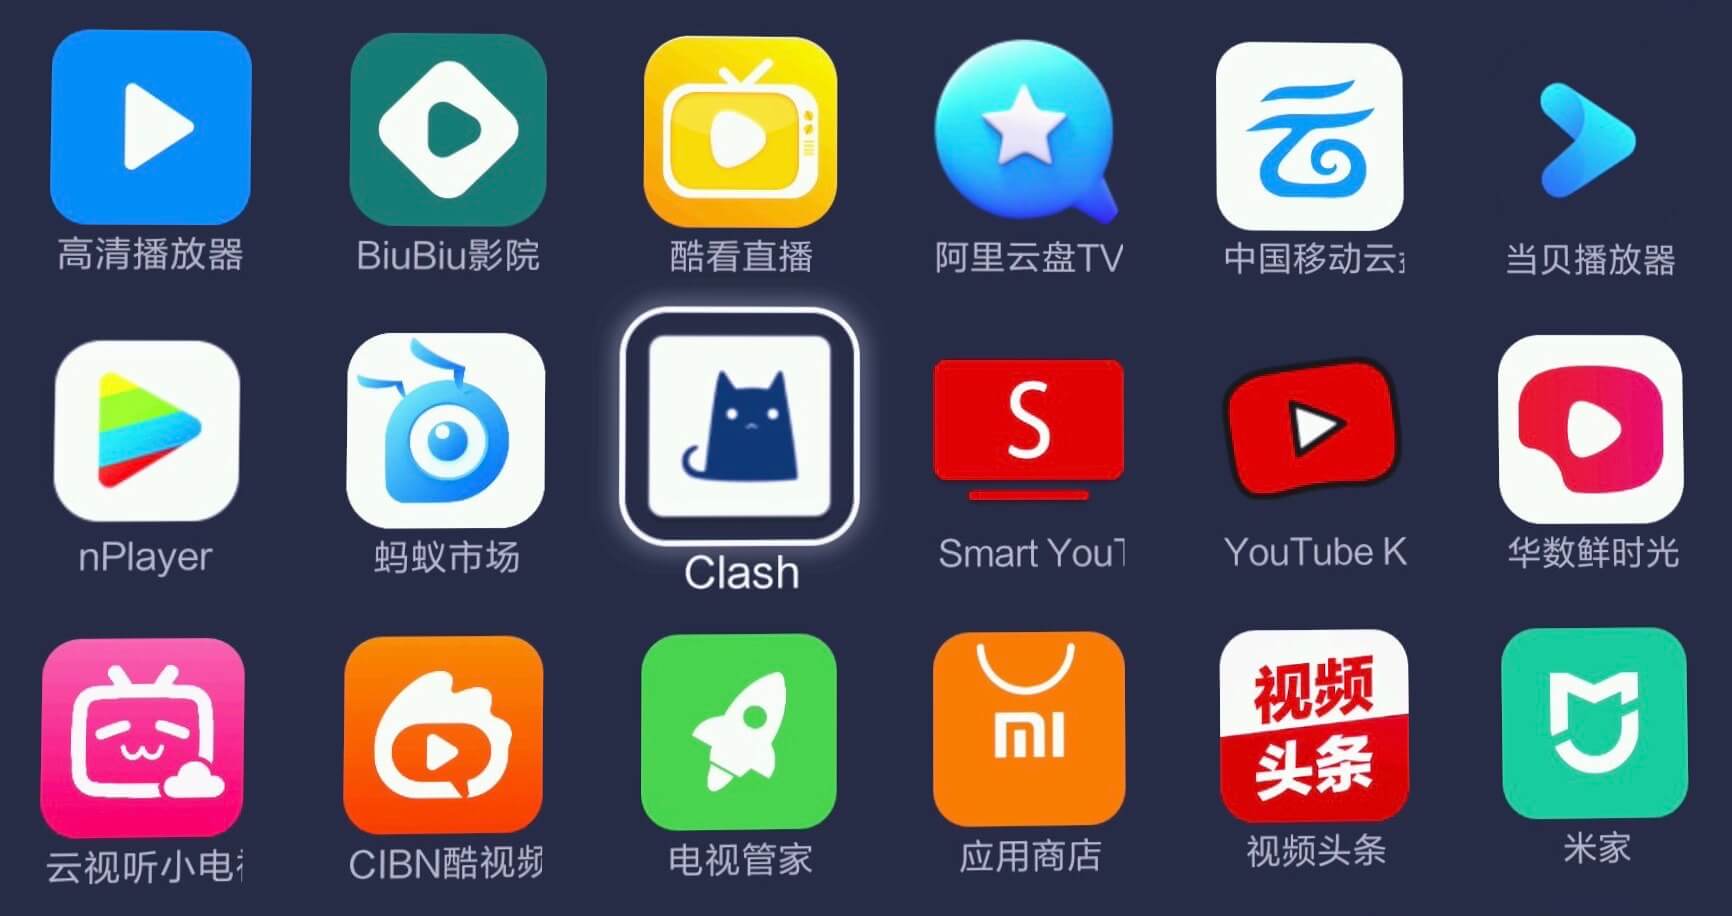 高清播放器
BiuBiu影院
酷看直播
阿里云盘TV
中国移动云
当贝播放器
nPlayer
蚂蚁市场
Clash
S
Smart YouT
YouTube K
华数鲜时光
云视听小电
CIBN酷视频
电视管家
mi
应用商店
视频
头条
视频头条
米家